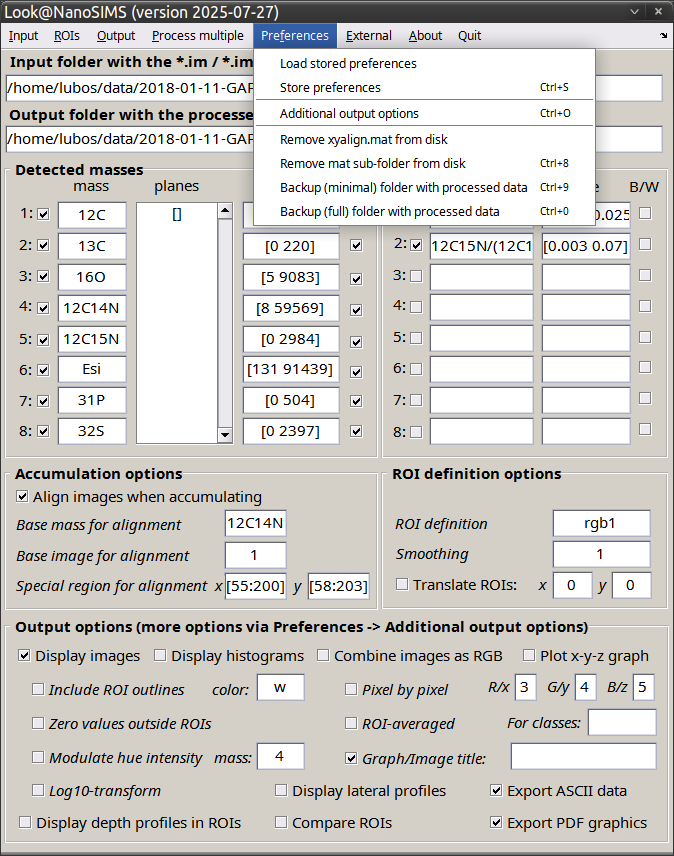 Look@NanoSIMS (version 2025-07-27)
Input ROIs Output Process multiple Preferences External About Quit
Input folder with the *.im / *.im
Load stored preferences
/home/lubos/data/2018-01-11-GAF
Store preferences Ctrl+S
Output folder with the processe
Additional output options Ctrl+O
/home/lubos/data/2018-01-11-GAF
Remove xyalign.mat from disk
Remove mat sub-folder from disk Ctrl+8
Backup (minimal) folder with processed data Ctrl+9
Backup (full) folder with processed data Ctrl+0
Detected masses
mass planes B/W
1: 12C [] 0.025
2: 13C [0 220] 2: 12C15N/(12C1 [0.003 0.07]
3: 16O [5 9083] 3:
4: 12C14N [8 59569] 4:
5: 12C15N [0 2984] 5:
6: Esi [131 91439] 6:
7: 31P [0 504] 7:
8: 32S [0 2397] 8:
Accumulation options
Align images when accumulating
Base mass for alignment 12C14N
Base image for alignment 1
Special region for alignment x [55:200] y [58:203]
ROI definition options
ROI definition rgb1
Smoothing 1
Translate ROIs: x 0 y 0
Output options (more options via Preferences -> Additional output options)
Display images Display histograms Combine images as RGB Plot x-y-z graph
Include ROI outlines color: w Pixel by pixel R/x 3 G/y 4 B/z 5
Zero values outside ROIs ROI-averaged For classes:
Modulate hue intensity mass: 4 Graph/Image title:
Log10-transform Display lateral profiles Export ASCII data
Display depth profiles in ROIs Compare ROIs Export PDF graphics